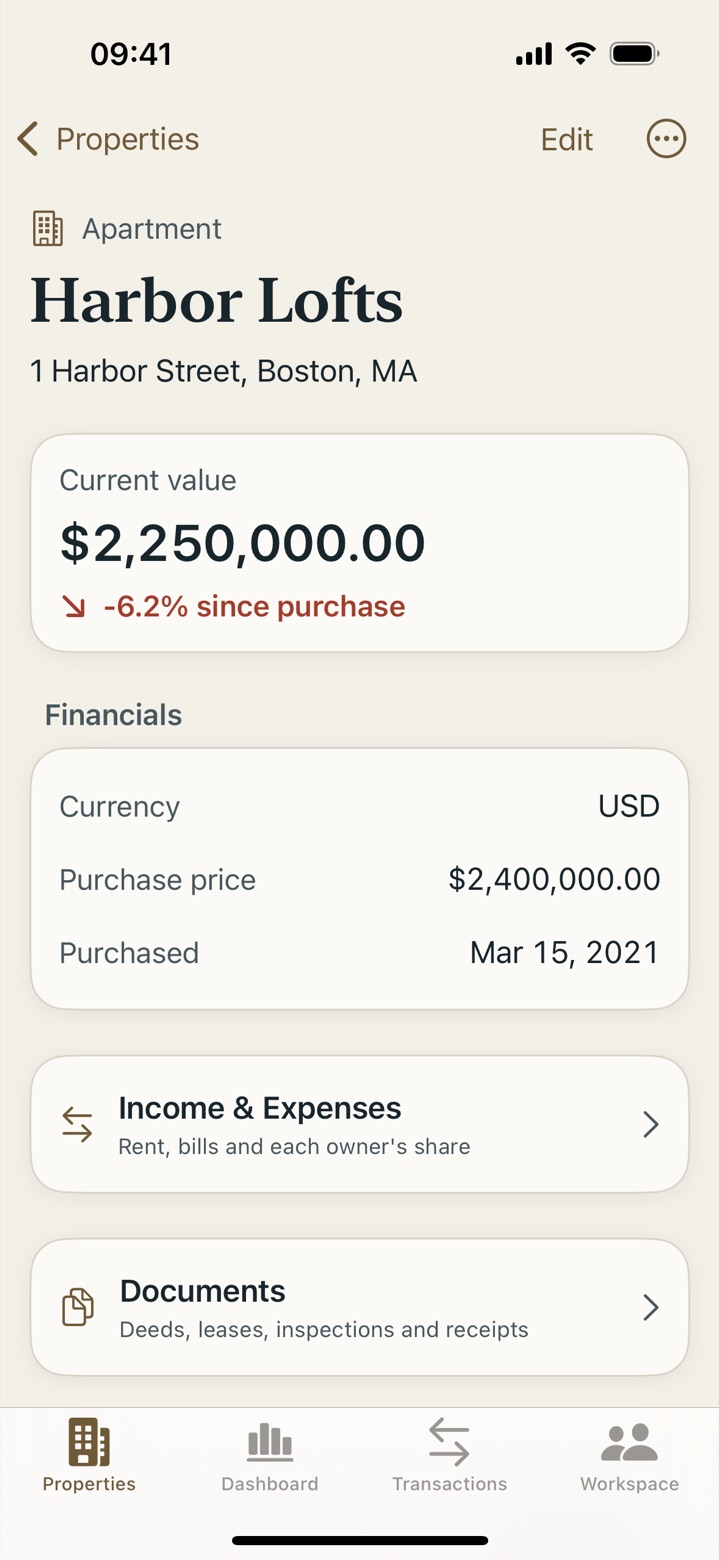 09:41
Properties
Edit
Apartment
Harbor Lofts
1 Harbor Street, Boston, MA
Current value
$2,250,000.00
-6.2% since purchase
Financials
Currency USD
Purchase price $2,400,000.00
Purchased Mar 15, 2021
Income & Expenses
Rent, bills and each owner's share
Documents
Deeds, leases, inspections and receipts
Properties Dashboard Transactions Workspace